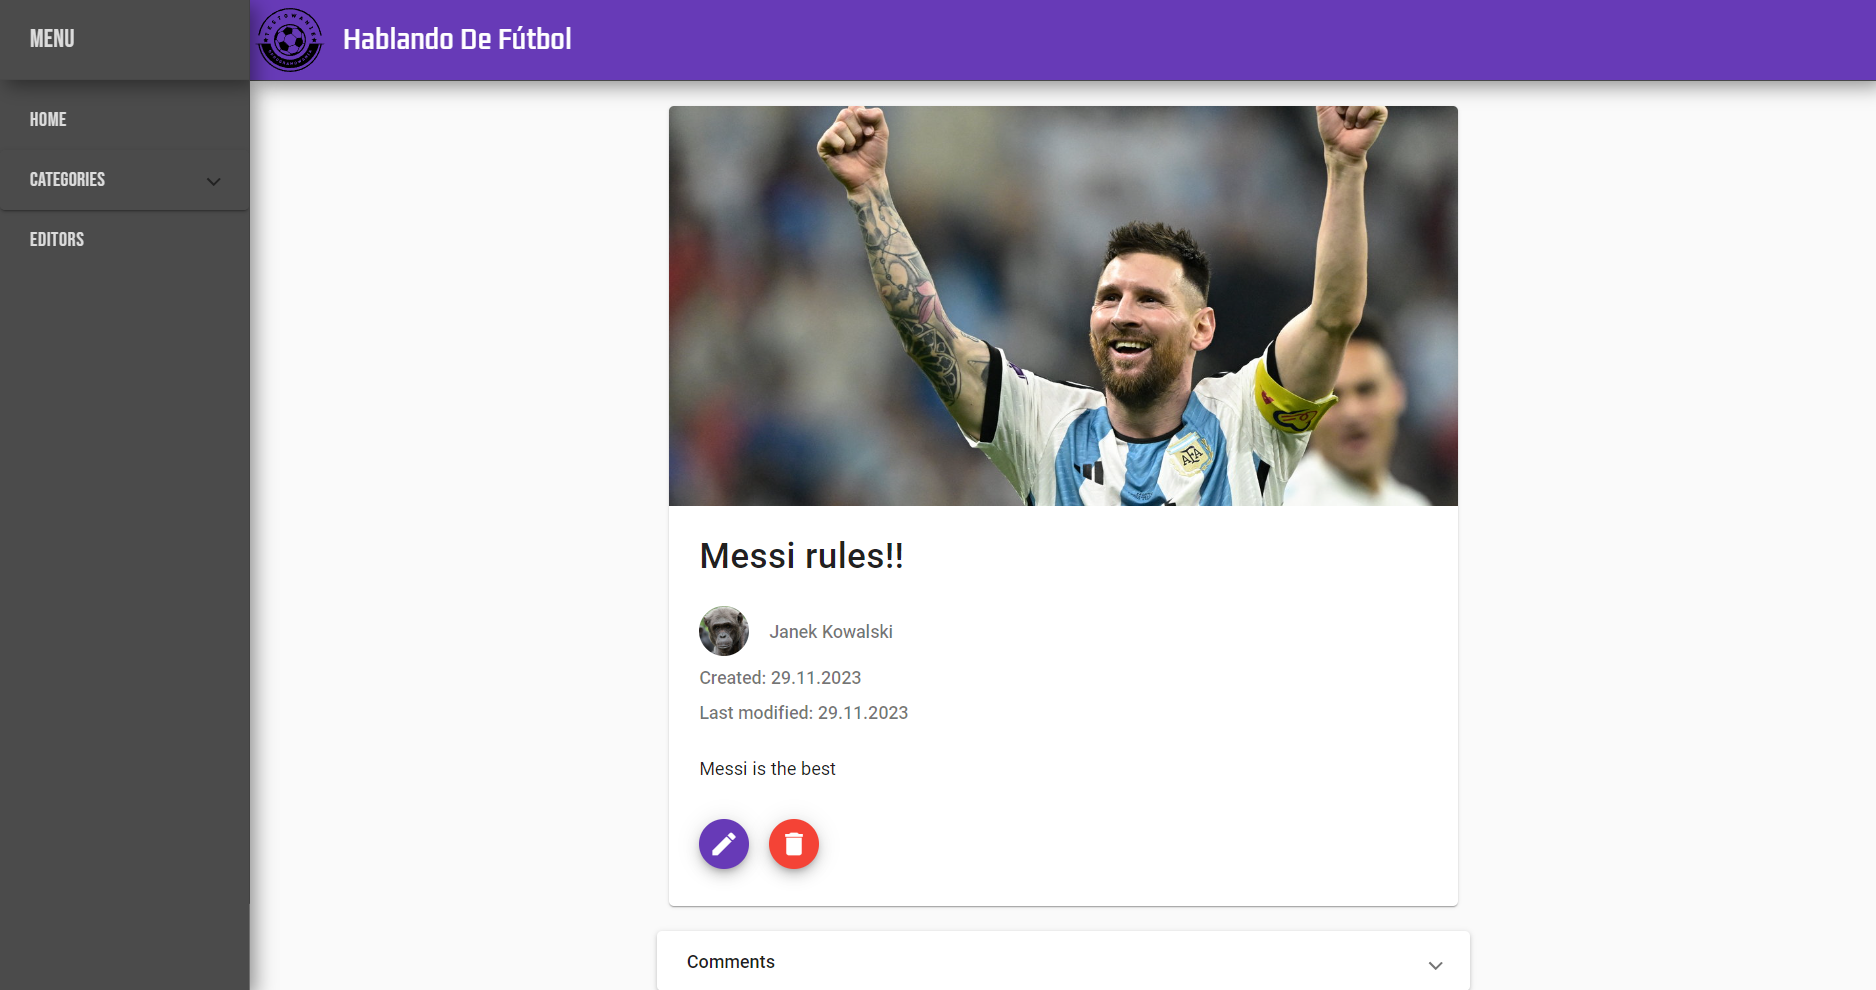 MENU
Hablando De Fútbol
HOME
CATEGORIES
EDITORS
AFA
Messi rules!!
Janek Kowalski
Created: 29.11.2023
Last modified: 29.11.2023
Messi is the best
Comments